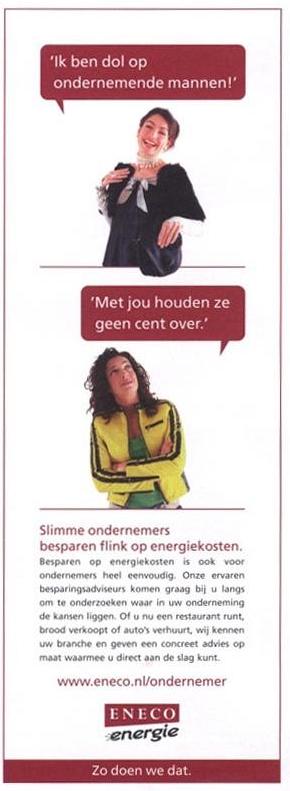 'Ik ben dol op
ondernemende mannen!'
'Met jou houden ze
geen cent over.'
Slimme ondernemers
besparen flink op energiekosten.
Besparen op energiekosten is ook voor
ondernemers heel eenvoudig. Onze ervaren
besparingsadviseurs komen graag bij u langs
om te onderzoeken waar in uw onderneming
de kansen liggen. Of u nu een restaurant runt,
brood verkoopt of auto's verhuurt, wij kennen
uw branche en geven een concreet advies op
maat waarmee u direct aan de slag kunt.
www.eneco.nl/ondernemer
ENECO
energie
Zo doen we dat.